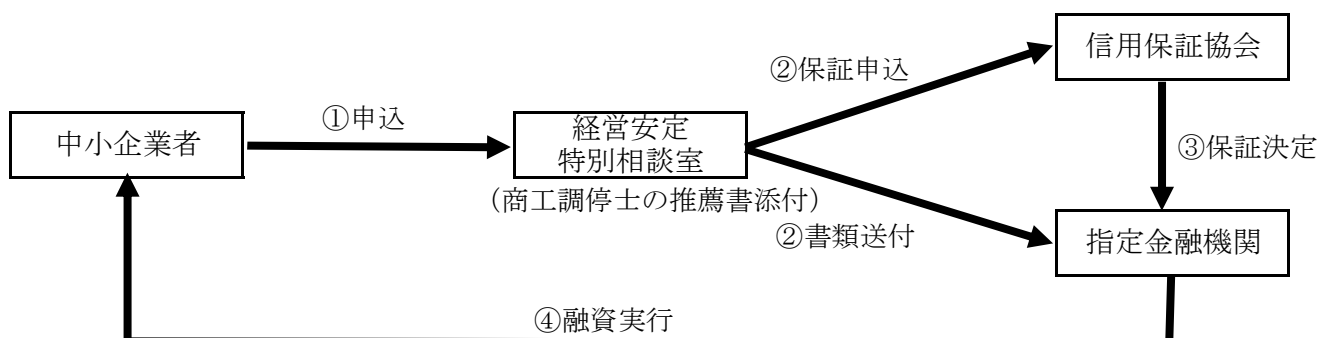 信用保証協会
②保証申込
①申込
中小企業者
経営安定
特別相談室
③保証決定
(商工調停士の推薦書添付)
②書類送付
指定金融機関
④融資実行